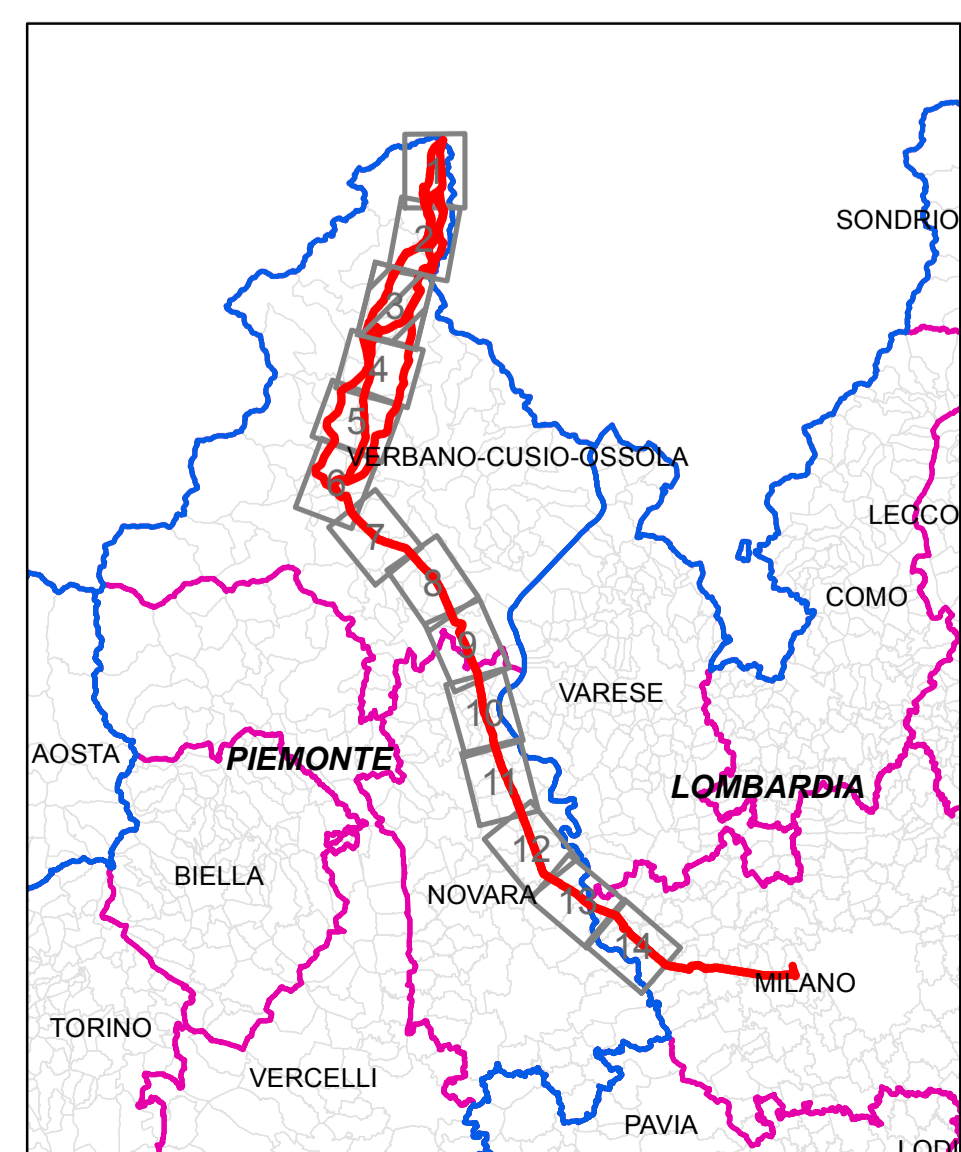 1
SONDRIO
2
3
4
5
VERBANO-CUSIO-OSSOLA
6
LECCO
7
8
COMO
9
VARESE
10
AOSTA
PIEMONTE
11
LOMBARDIA
12
BIELLA
NOVARA
13
14
MILANO
TORINO
VERCELLI
PAVIA
LODI